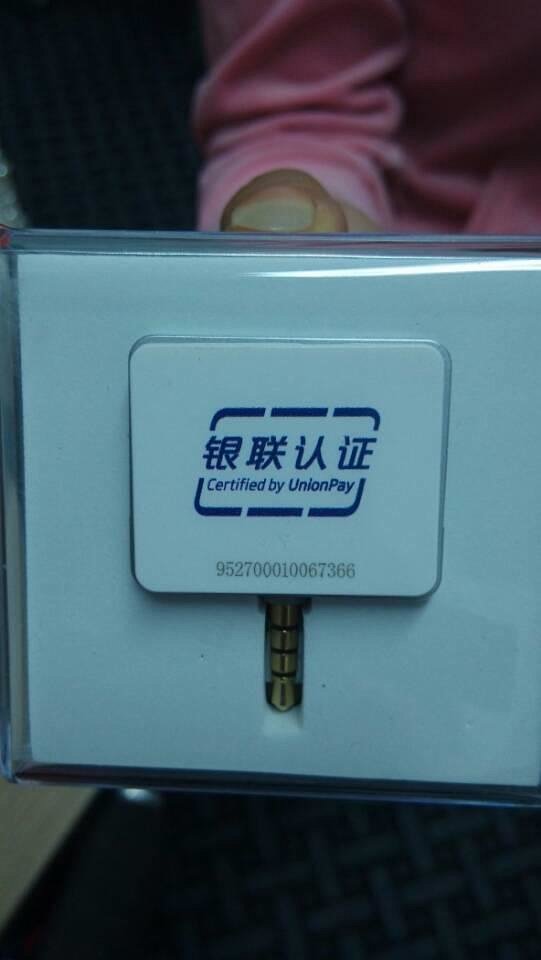 银联认证
Certified by UnionPay
952700010067366